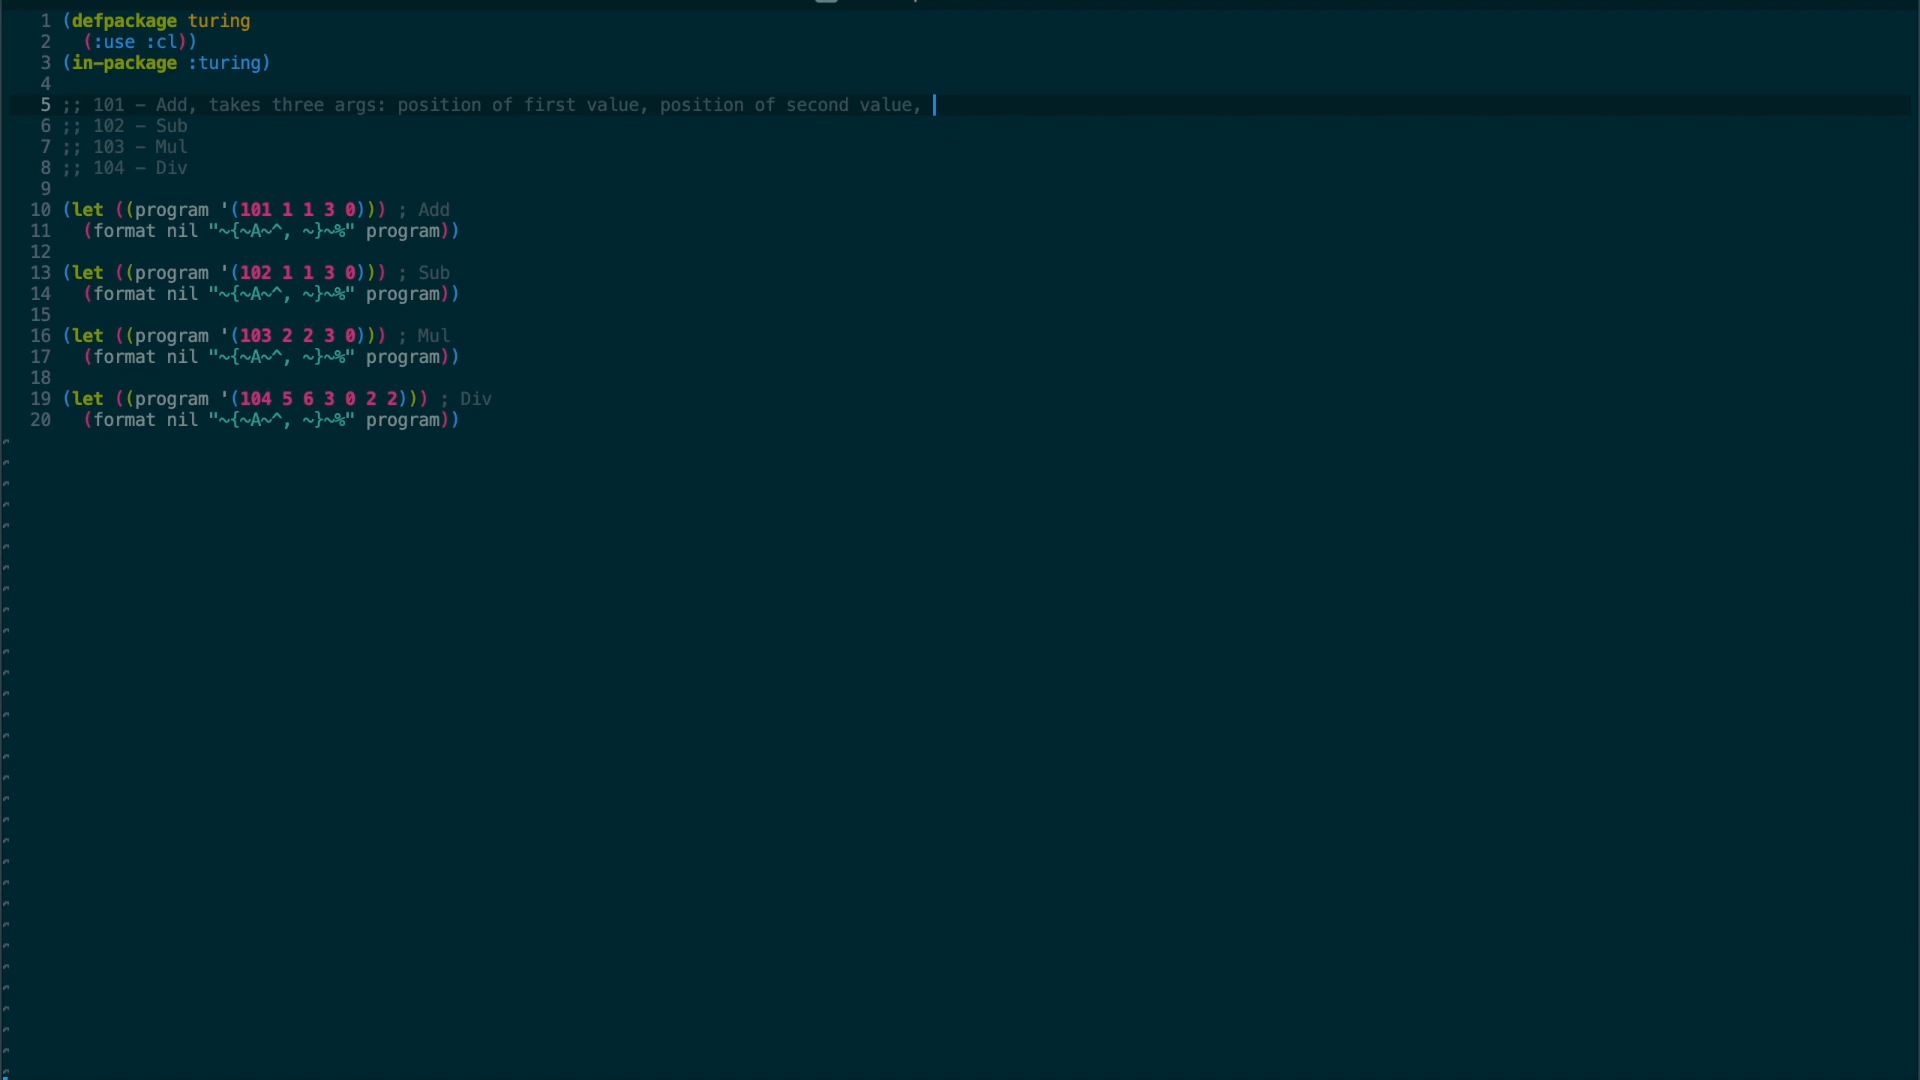 1 (defpackage turing
2   (:use :cl))
3 (in-package :turing)
4
5 ;; 101 - Add, takes three args: position of first value, position of second value,
6 ;; 102 - Sub
7 ;; 103 - Mul
8 ;; 104 - Div
9
10 (let ((program '(101 1 1 3 0))) ; Add
11   (format nil "~{~A~^, ~}~%" program))
12
13 (let ((program '(102 1 1 3 0))) ; Sub
14   (format nil "~{~A~^, ~}~%" program))
15
16 (let ((program '(103 2 2 3 0))) ; Mul
17   (format nil "~{~A~^, ~}~%" program))
18
19 (let ((program '(104 5 6 3 0 2 2))) ; Div
20   (format nil "~{~A~^, ~}~%" program))